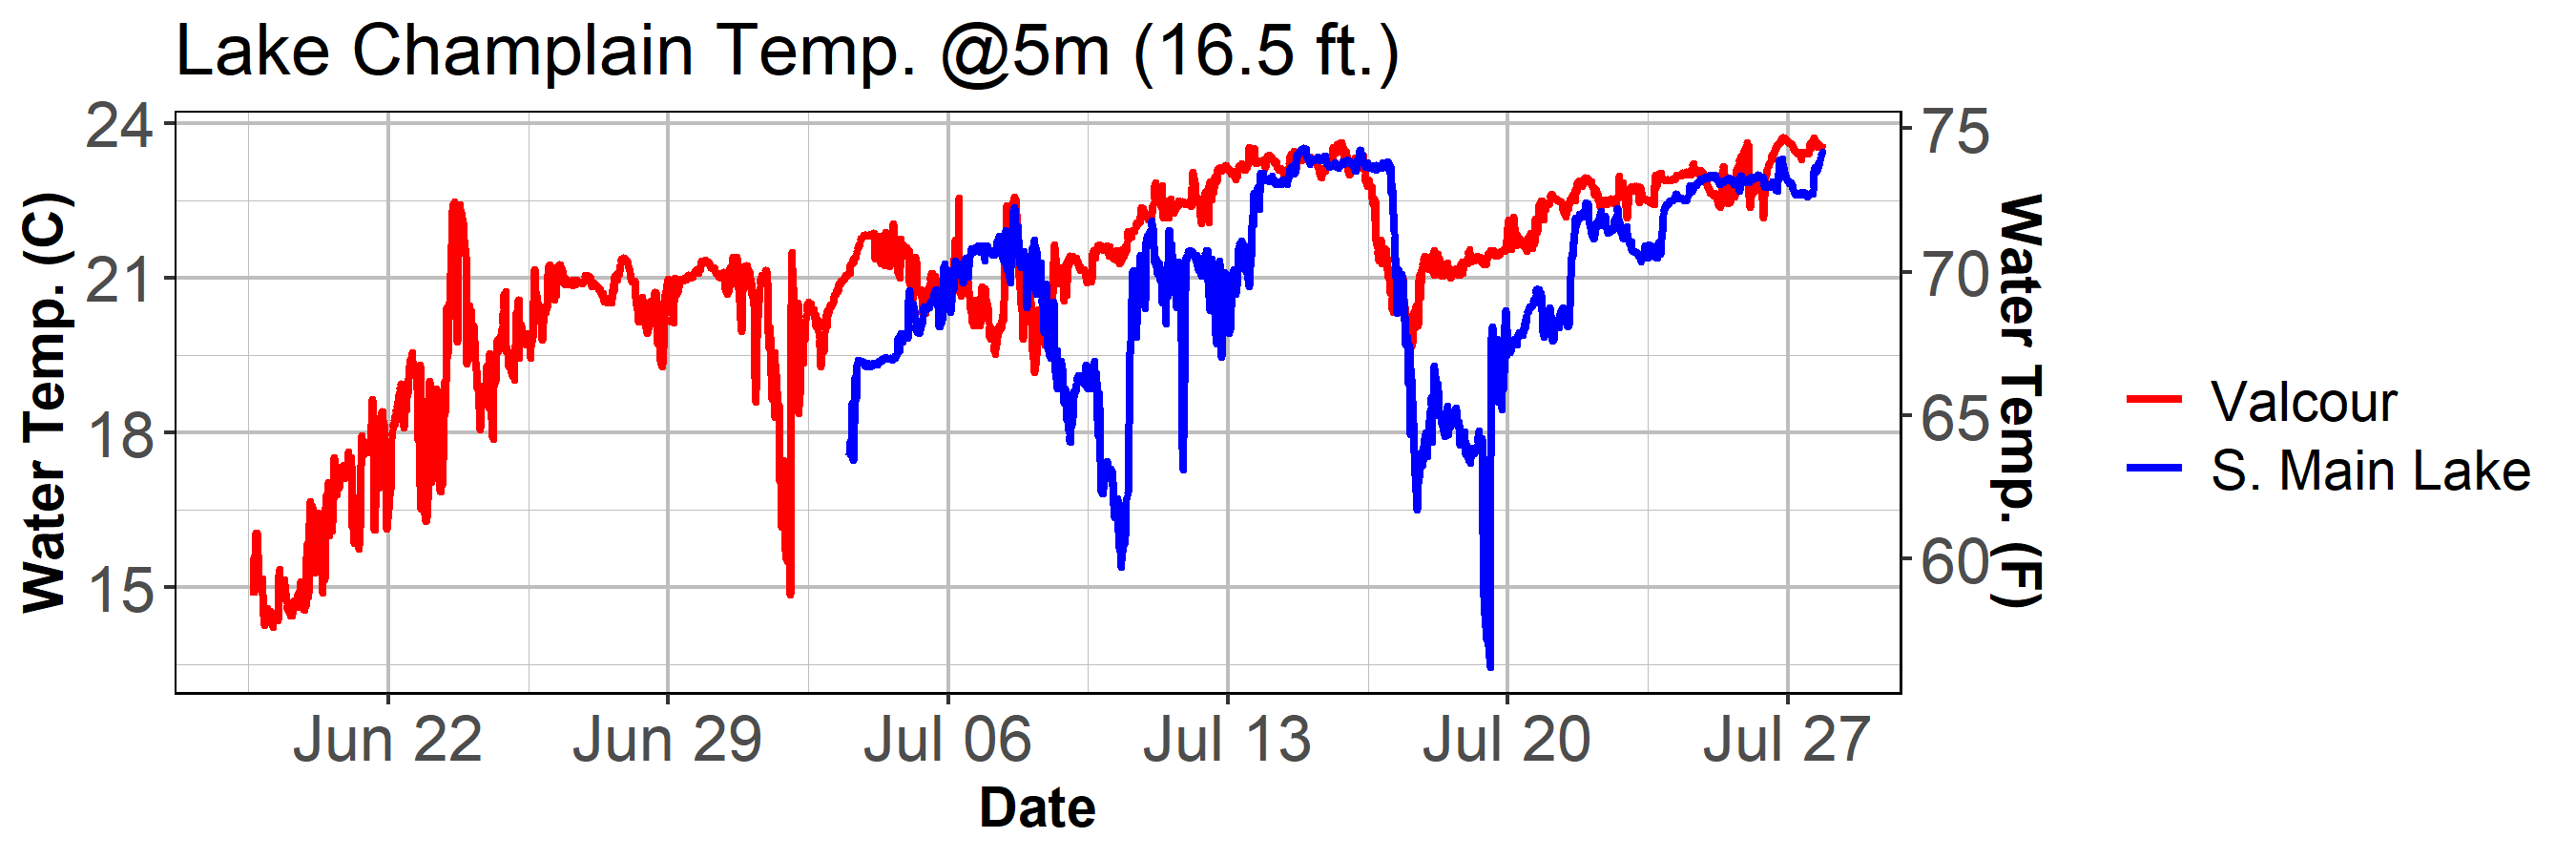 Lake Champlain Temp. @5m (16.5 ft.)
Water Temp. (C)
24
21
18
15
75
70
65
60
Water Temp. (F)
Valcour
S. Main Lake
Jun 22 Jun 29 Jul 06 Jul 13 Jul 20 Jul 27
Date